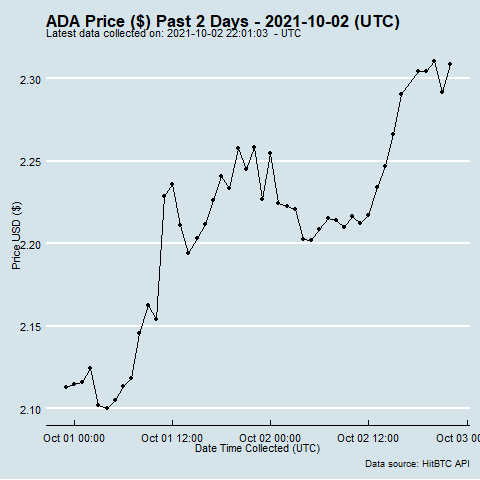 ADA Price ($) Past 2 Days - 2021-10-02 (UTC)
Latest data collected on: 2021-10-02 22:01:03 - UTC
2.30
2.25
2.20
2.15
2.10
Price USD ($)
Oct 01 00:00 Oct 01 12:00 Oct 02 00:00 Oct 02 12:00 Oct 03 0
Date Time Collected (UTC)
Data source: HitBTC API